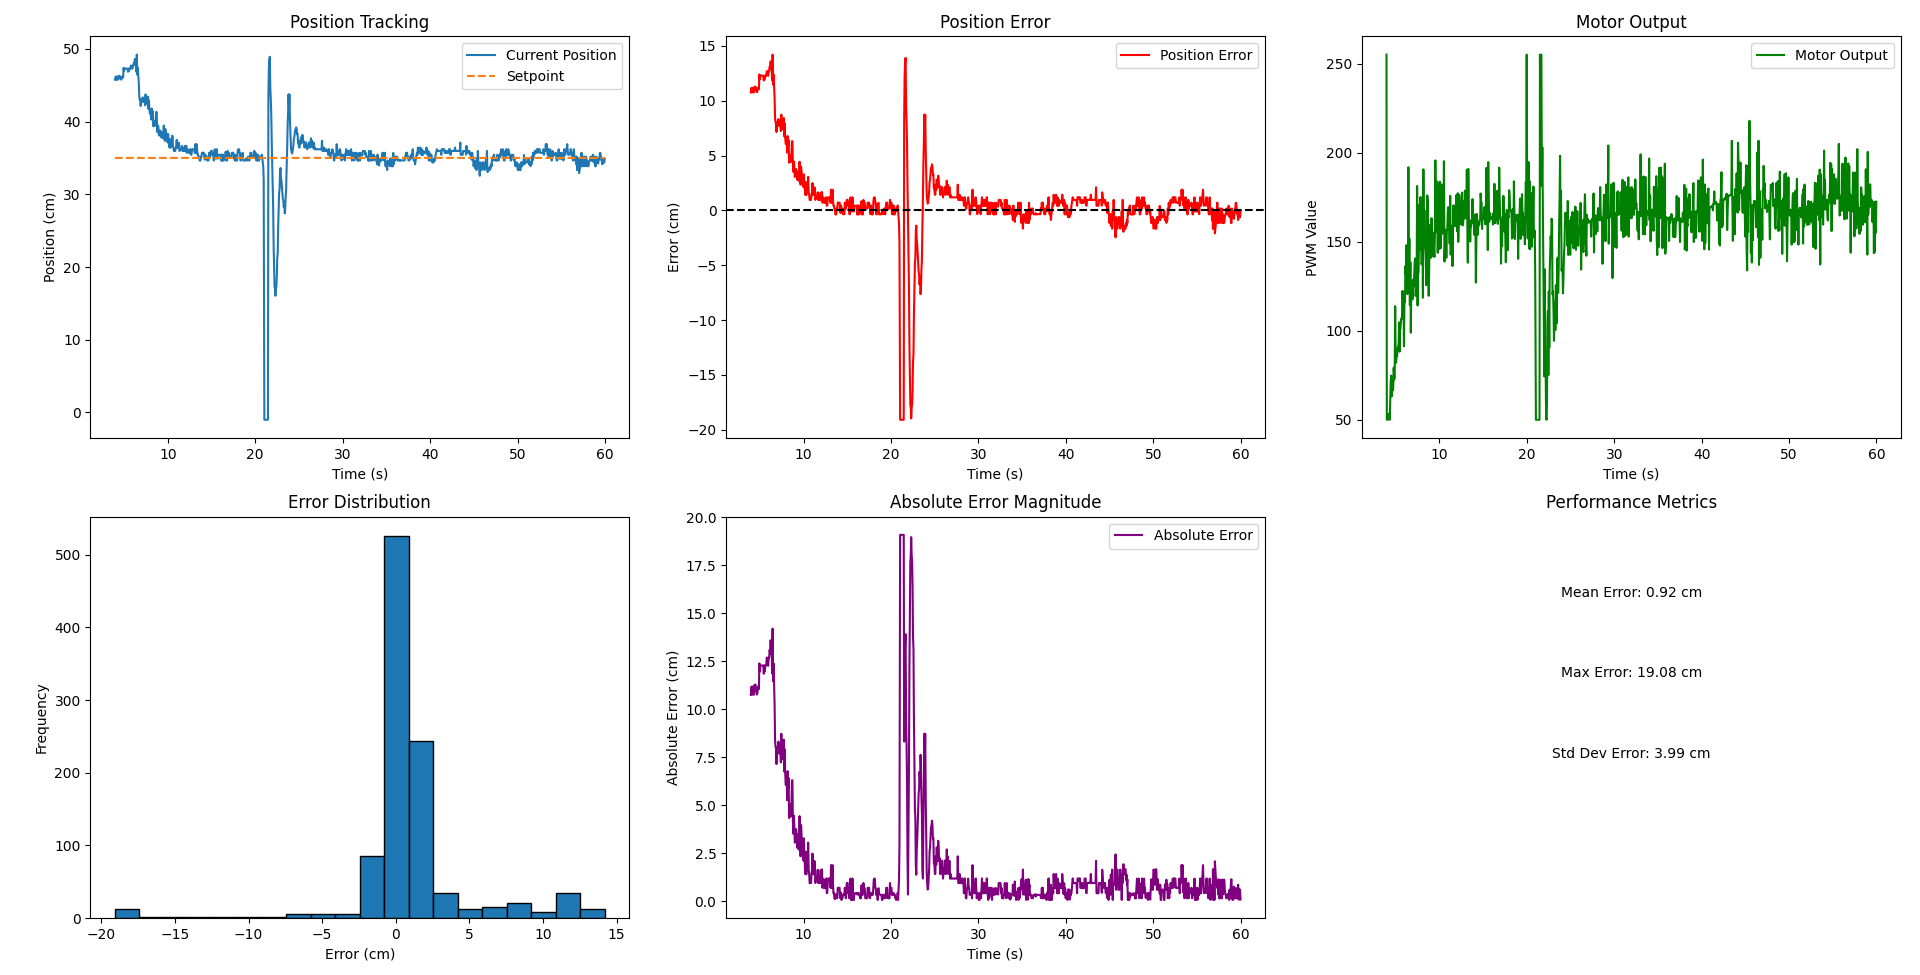 Position Tracking
Position (cm)
50
40
30
20
10
0
Current Position
Setpoint
10 20 30 40 50 60
Time (s)
Position Error
Error (cm)
15
10
5
0
−5
−10
−15
−20
Position Error
10 20 30 40 50 60
Time (s)
Motor Output
PWM Value
250
200
150
100
50
Motor Output
10 20 30 40 50 60
Time (s)
Error Distribution
Frequency
500
400
300
200
100
0
−20 −15 −10 −5 0 5 10 15
Error (cm)
Absolute Error Magnitude
Absolute Error (cm)
20.0
17.5
15.0
12.5
10.0
7.5
5.0
2.5
0.0
Absolute Error
10 20 30 40 50 60
Time (s)
Performance Metrics
Mean Error: 0.92 cm
Max Error: 19.08 cm
Std Dev Error: 3.99 cm